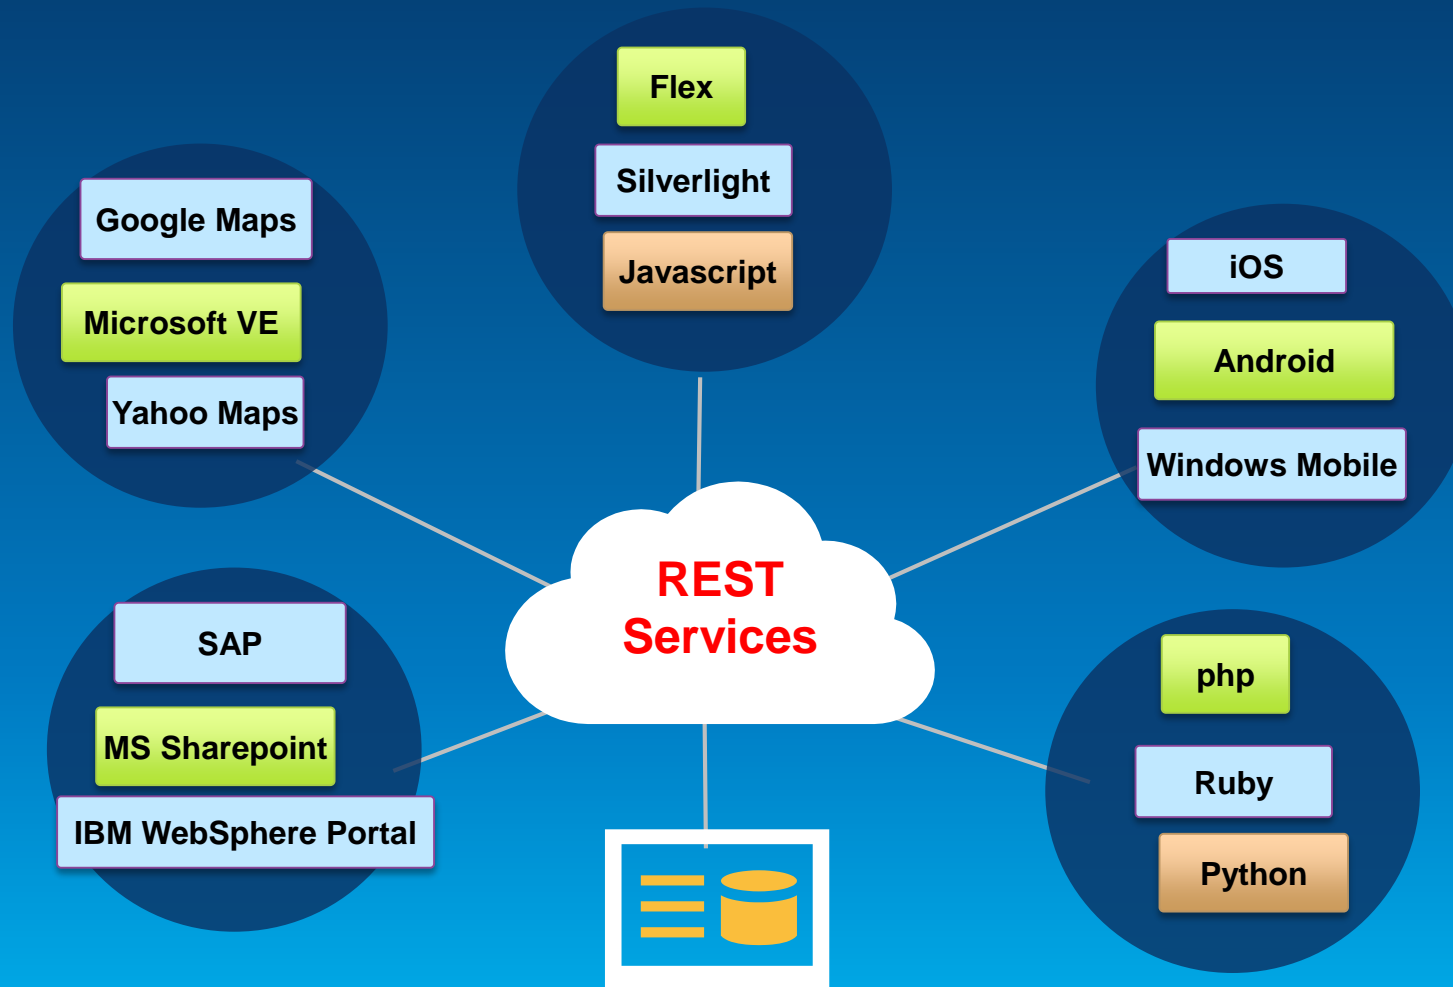 Flex
Silverlight
Javascript
Google Maps
Microsoft VE
Yahoo Maps
iOS
Android
Windows Mobile
REST
Services
SAP
MS Sharepoint
IBM WebSphere Portal
php
Ruby
Python